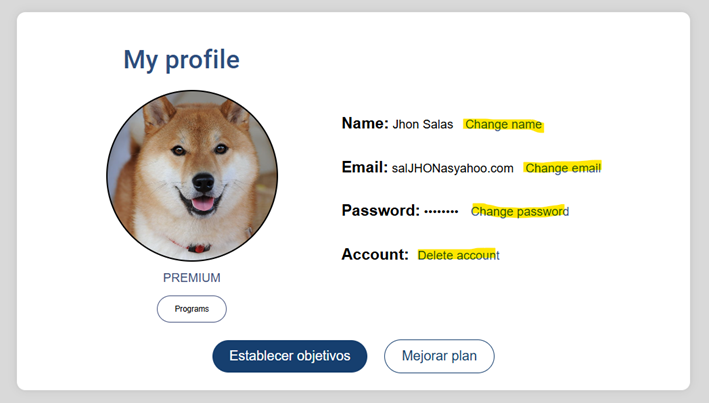 My profile
Name: Jhon Salas Change name
Email: salJHONasyahoo.com Change email
Password: •••••••• Change password
Account: Delete account
PREMIUM
Programs
Establecer objetivos
Mejorar plan